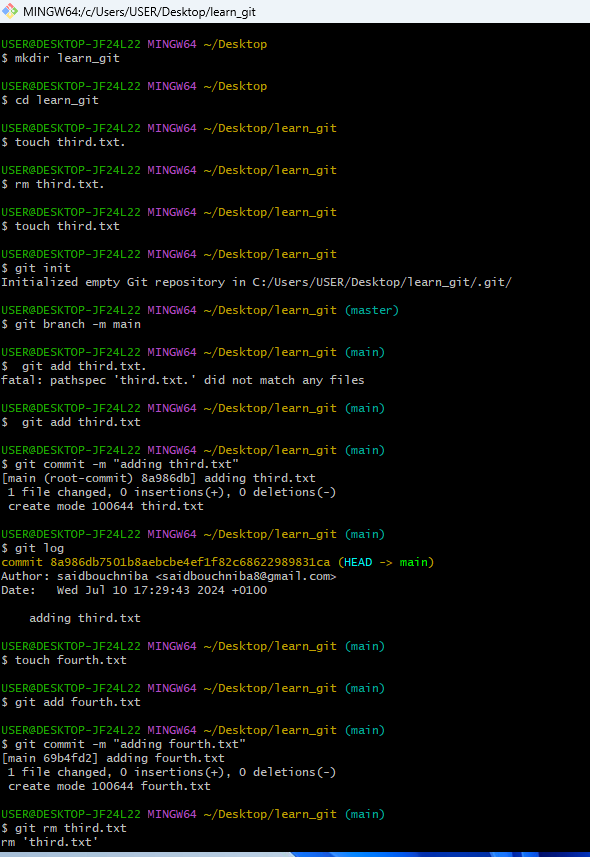 MINGW64:/c/Users/USER/Desktop/learn_git
USER@DESKTOP-JF24L22 MINGW64 ~/Desktop
$ mkdir learn_git
USER@DESKTOP-JF24L22 MINGW64 ~/Desktop
$ cd learn_git
USER@DESKTOP-JF24L22 MINGW64 ~/Desktop/learn_git
$ touch third.txt.
USER@DESKTOP-JF24L22 MINGW64 ~/Desktop/learn_git
$ rm third.txt.
USER@DESKTOP-JF24L22 MINGW64 ~/Desktop/learn_git
$ touch third.txt
USER@DESKTOP-JF24L22 MINGW64 ~/Desktop/learn_git
$ git init
Initialized empty Git repository in C:/Users/USER/Desktop/learn_git/.git/
USER@DESKTOP-JF24L22 MINGW64 ~/Desktop/learn_git (master)
$ git branch -m main
USER@DESKTOP-JF24L22 MINGW64 ~/Desktop/learn_git (main)
$  git add third.txt.
fatal: pathspec 'third.txt.' did not match any files
USER@DESKTOP-JF24L22 MINGW64 ~/Desktop/learn_git (main)
$  git add third.txt
USER@DESKTOP-JF24L22 MINGW64 ~/Desktop/learn_git (main)
$ git commit -m "adding third.txt"
[main (root-commit) 8a986db] adding third.txt
 1 file changed, 0 insertions(+), 0 deletions(-)
 create mode 100644 third.txt
USER@DESKTOP-JF24L22 MINGW64 ~/Desktop/learn_git (main)
$ git log
commit 8a986db7501b8aebcbe4ef1f82c68622989831ca (HEAD -> main)
Author: saidbouchniba <saidbouchniba8@gmail.com>
Date:   Wed Jul 10 17:29:43 2024 +0100
    adding third.txt
USER@DESKTOP-JF24L22 MINGW64 ~/Desktop/learn_git (main)
$ touch fourth.txt
USER@DESKTOP-JF24L22 MINGW64 ~/Desktop/learn_git (main)
$ git add fourth.txt
USER@DESKTOP-JF24L22 MINGW64 ~/Desktop/learn_git (main)
$ git commit -m "adding fourth.txt"
[main 69b4fd2] adding fourth.txt
 1 file changed, 0 insertions(+), 0 deletions(-)
 create mode 100644 fourth.txt
USER@DESKTOP-JF24L22 MINGW64 ~/Desktop/learn_git (main)
$ git rm third.txt
rm 'third.txt'